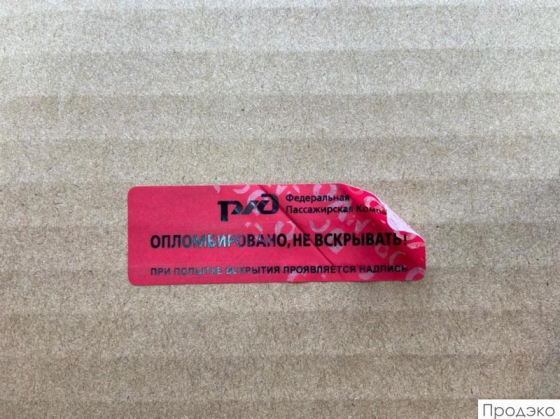 РЖД Федеральная
Пассажирская
ОПЛОМБИРОВАНО, НЕ ВСКРЫВАТЬ!
ПРИ ПОПЫТКЕ ВСКРЫТИЯ ПРОЯВЛЯЕТСЯ НАДПИСЬ
Продэко